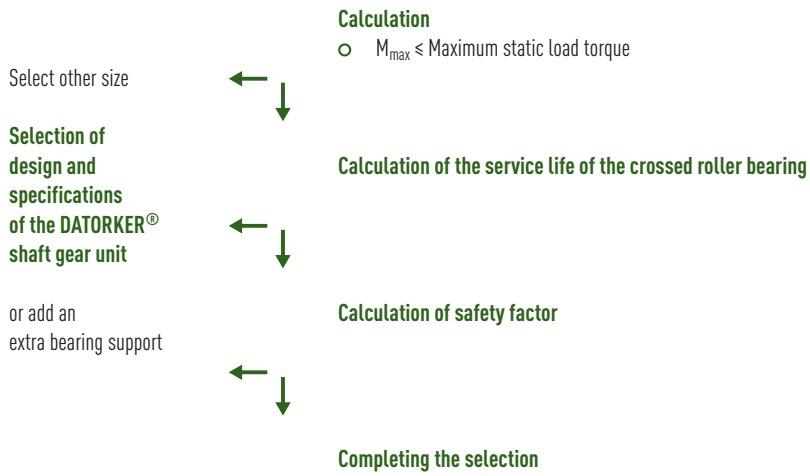 Calculation
M_max ≤ Maximum static load torque
Select other size
Selection of
design and
specifications
of the DATORKER®
shaft gear unit
Calculation of the service life of the crossed roller bearing
or add an
extra bearing support
Calculation of safety factor
Completing the selection